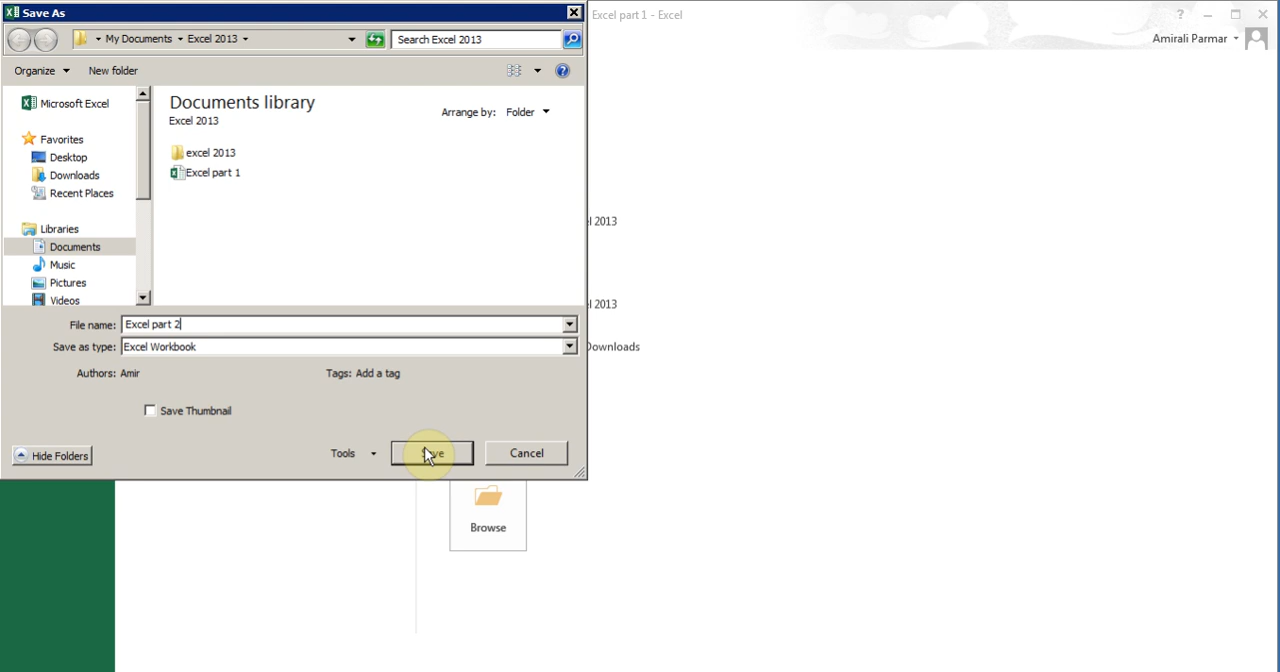 Save As
Excel part 1 - Excel
My Documents
Excel 2013
Search Excel 2013
Amirali Parmar
Organize
New folder
Microsoft Excel
Documents library
Excel 2013
Arrange by: Folder
Favorites
Desktop
Downloads
Recent Places
excel 2013
Excel part 1
Libraries
Documents
Music
Pictures
Videos
el 2013
el 2013
Downloads
File name: Excel part 2
Save as type: Excel Workbook
Authors: Amir
Tags: Add a tag
Save Thumbnail
Hide Folders
Tools
Save
Cancel
Browse